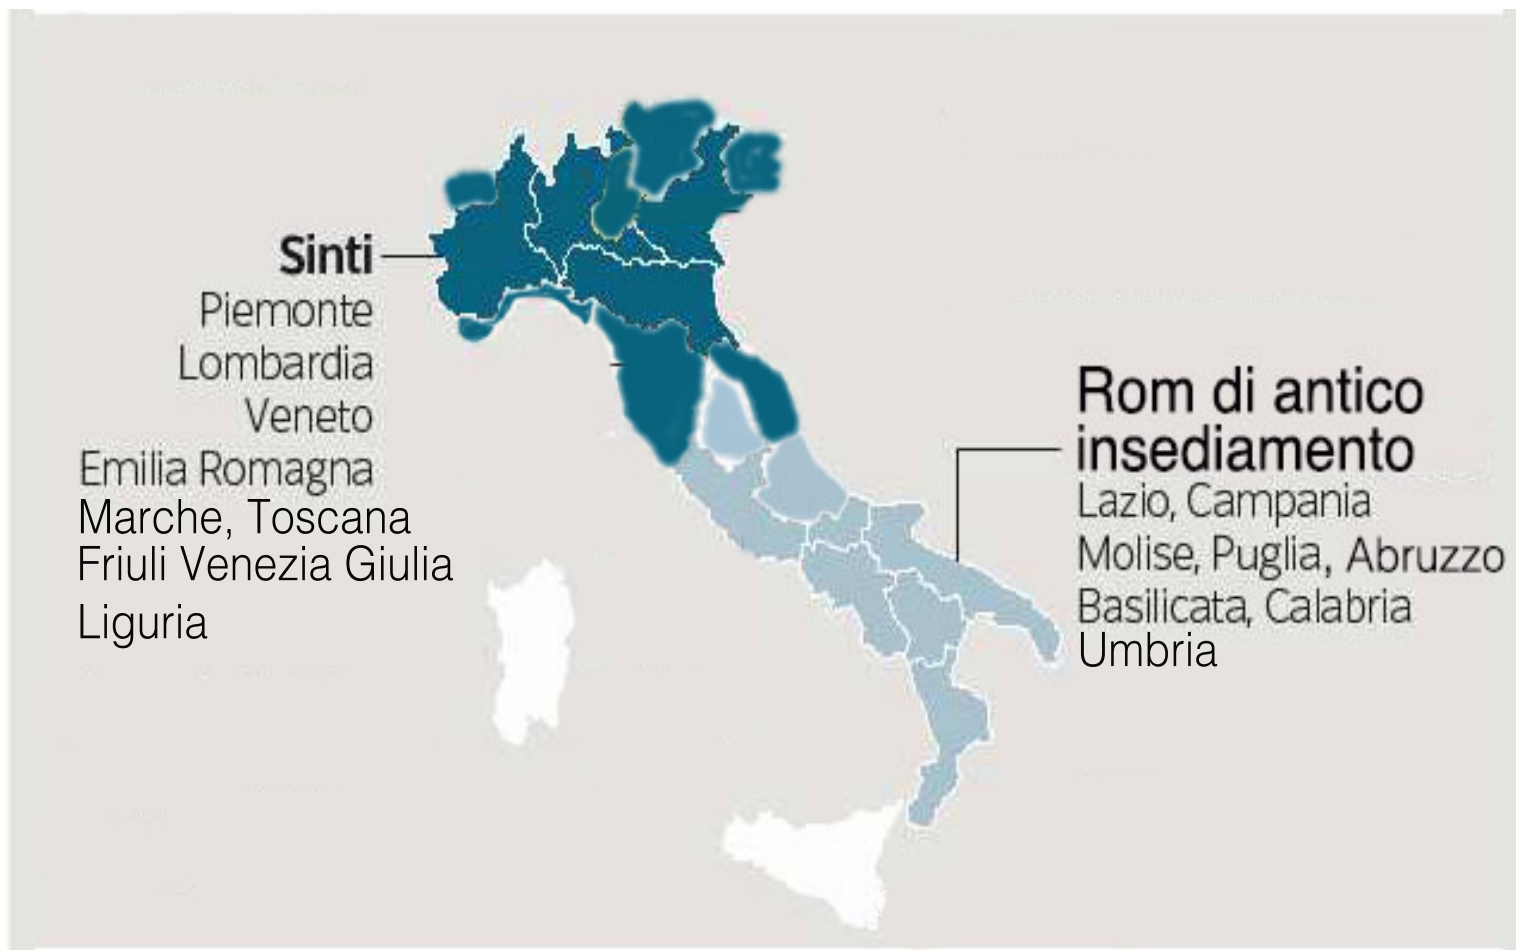 Sinti
Piemonte
Lombardia
Veneto
Emilia Romagna
Marche, Toscana
Friuli Venezia Giulia
Liguria
Rom di antico
insediamento
Lazio, Campania
Molise, Puglia, Abruzzo
Basilicata, Calabria
Umbria